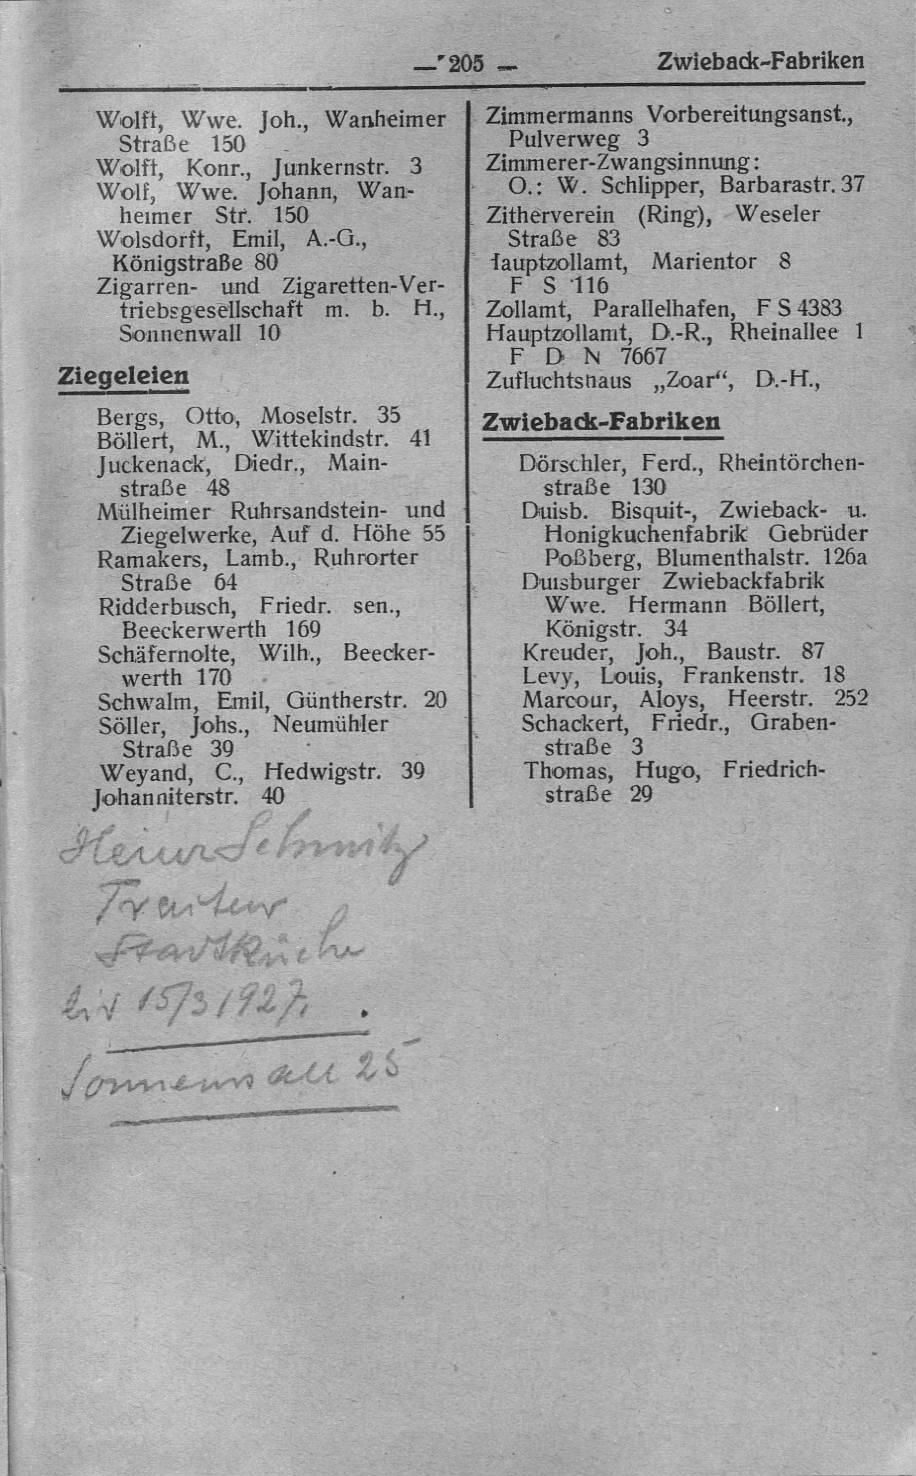 — 205 —
Zwieback-Fabriken
Wolft, Wwe. Joh., Wanheimer
Straße 150
Wolft, Konr., Junkernstr. 3
Wolf, Wwe. Johann, Wan-
heimer Str. 150
Wolsdorft, Emil, A.-G.,
Königstraße 80
Zigarren- und Zigaretten-Ver-
triebsgesellschaft m. b. H.,
Sonnenwall 10
Ziegeleien
Bergs, Otto, Moselstr. 35
Böllert, M., Wittekindstr. 41
Juckenack, Diedr., Main-
straße 48
Mülheimer Ruhrsandstein- und
Ziegelwerke, Auf d. Höhe 55
Ramakers, Lamb., Ruhrorter
Straße 64
Ridderbusch, Friedr. sen.,
Beeckerwerth 169
Schäfernolte, Wilh., Beecker-
werth 170
Schwalm, Emil, Güntherstr. 20
Söller, Johs., Neumühler
Straße 39
Weyand, C., Hedwigstr. 39
Johanniterstr. 40
Zimmermanns Vorbereitungsanst.,
Pulverweg 3
Zimmerer-Zwangsinnung:
O.: W. Schlipper, Barbarastr. 37
Zitherverein (Ring), Weseler
Straße 83
Hauptzollamt, Marientor 8
F S 116
Zollamt, Parallelhafen, F S 4383
Hauptzollamt, D.-R., Rheinallee 1
F D N 7667
Zufluchtshaus „Zoar“, D.-H.,
Zwieback-Fabriken
Dörschler, Ferd., Rheintörchen-
straße 130
Duisb. Bisquit-, Zwieback- u.
Honigkuchenfabrik Gebrüder
Poßberg, Blumenthalstr. 126a
Duisburger Zwiebackfabrik
Wwe. Hermann Böllert,
Königstr. 34
Kreuder, Joh., Baustr. 87
Levy, Louis, Frankenstr. 18
Marcour, Aloys, Heerstr. 252
Schackert, Friedr., Graben-
straße 3
Thomas, Hugo, Friedrich-
straße 29
Schmitz
Traiteur
Stadtküche
15/3 1927.
Sonnenwall 25